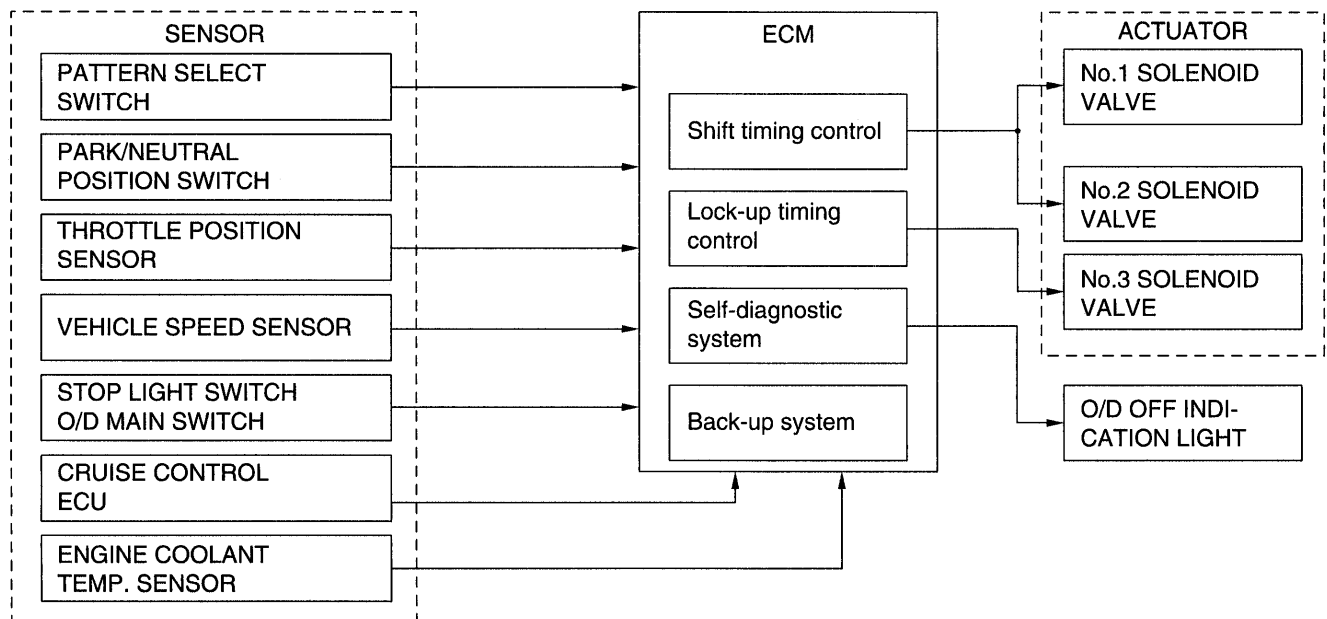 SENSOR
PATTERN SELECT
SWITCH
PARK/NEUTRAL
POSITION SWITCH
THROTTLE POSITION
SENSOR
VEHICLE SPEED SENSOR
STOP LIGHT SWITCH
O/D MAIN SWITCH
CRUISE CONTROL
ECU
ENGINE COOLANT
TEMP. SENSOR
ECM
Shift timing control
Lock-up timing
control
Self-diagnostic
system
Back-up system
ACTUATOR
No.1 SOLENOID
VALVE
No.2 SOLENOID
VALVE
No.3 SOLENOID
VALVE
O/D OFF INDI-
CATION LIGHT